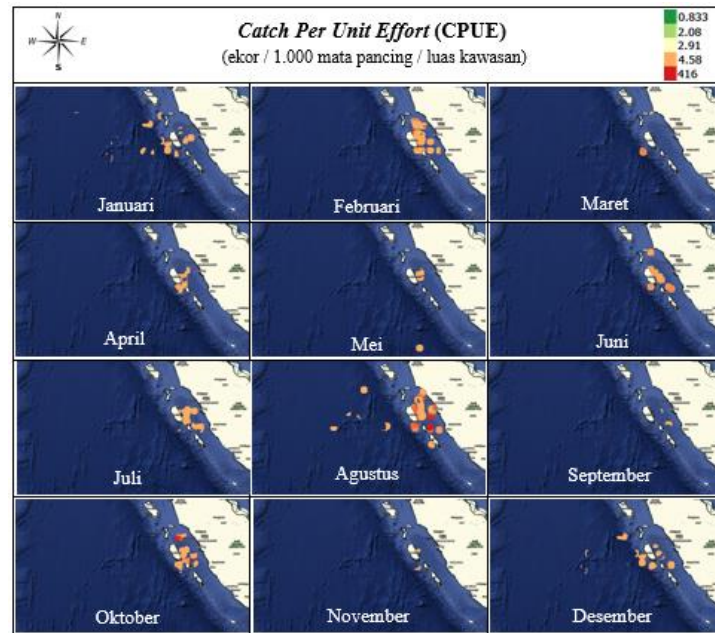 N
W
E
S
Catch Per Unit Effort (CPUE)
(ekor / 1.000 mata pancing / luas kawasan)
0.833
2.08
2.91
4.58
416
Januari
Februari
Maret
April
Mei
Juni
Juli
Agustus
September
Oktober
November
Desember